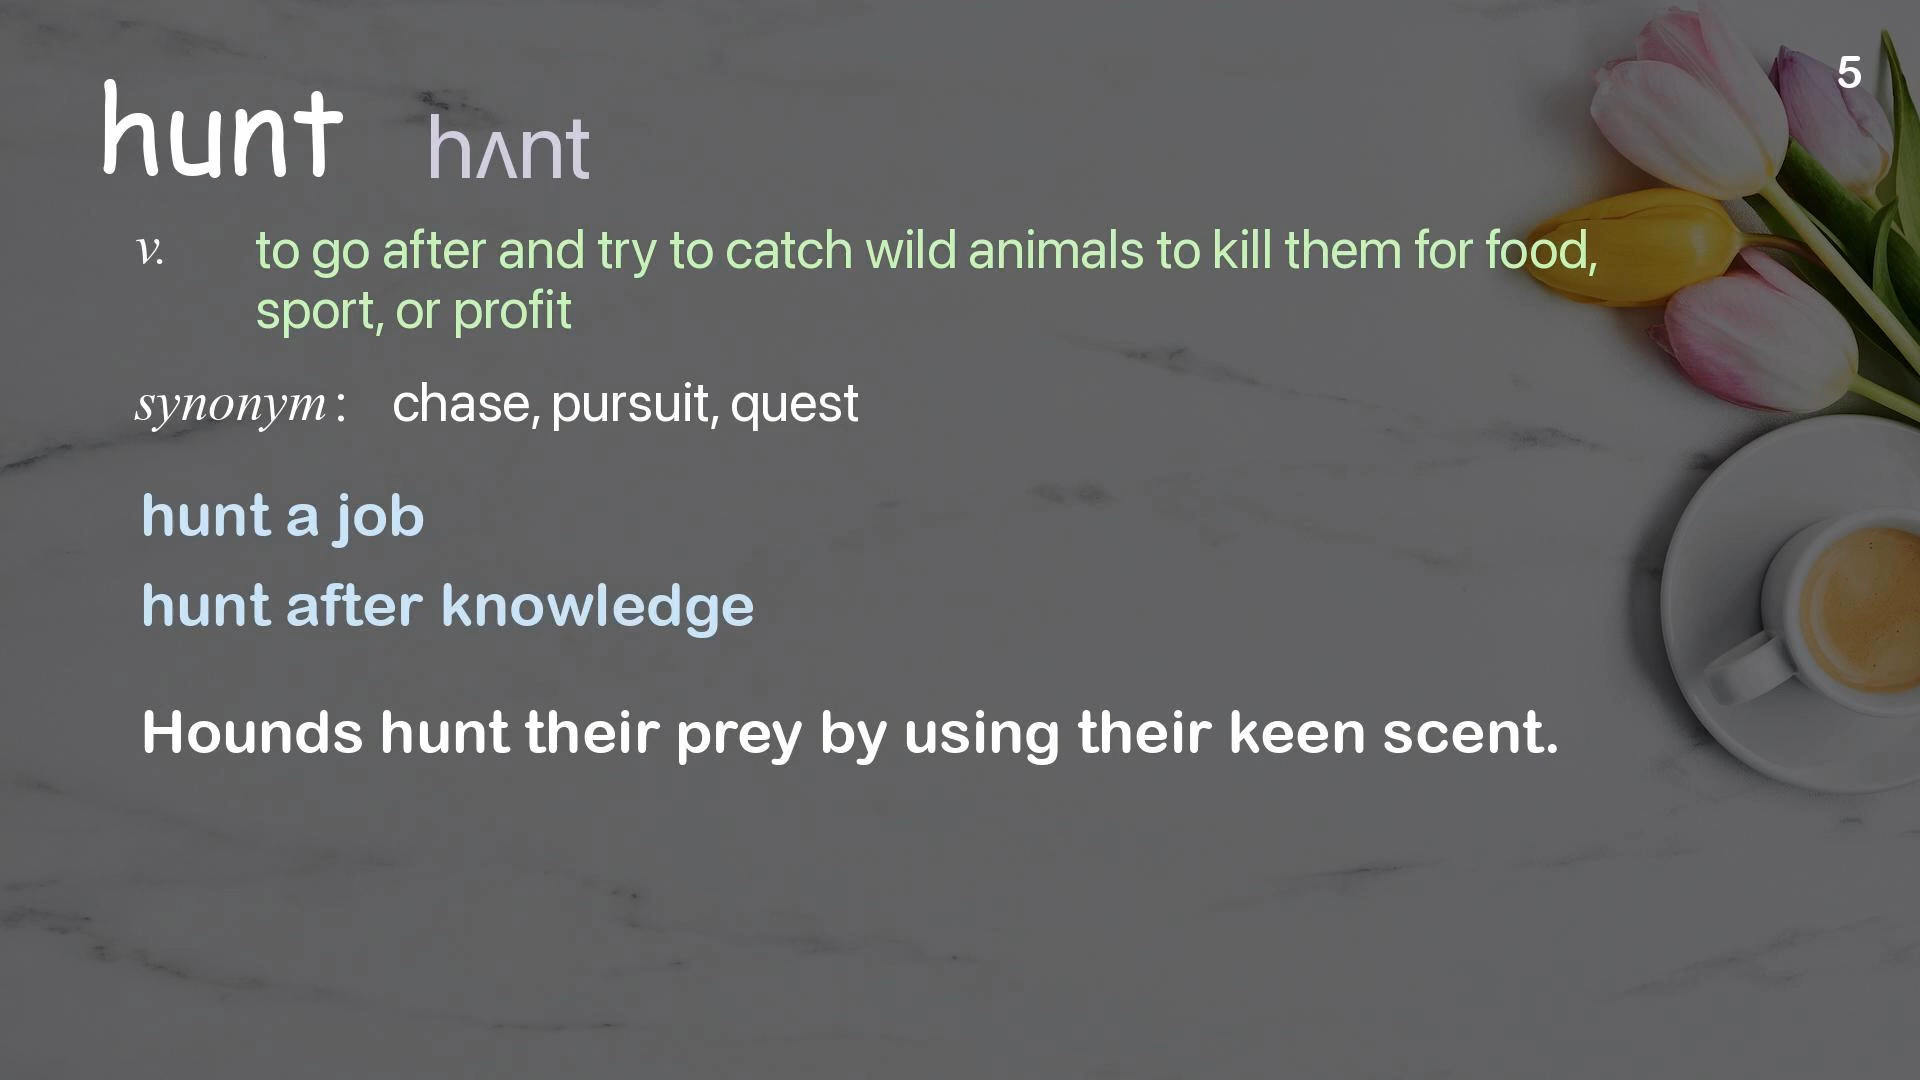 5
hunt hʌnt
v. to go after and try to catch wild animals to kill them for food,
sport, or profit
synonym: chase, pursuit, quest
hunt a job
hunt after knowledge
Hounds hunt their prey by using their keen scent.